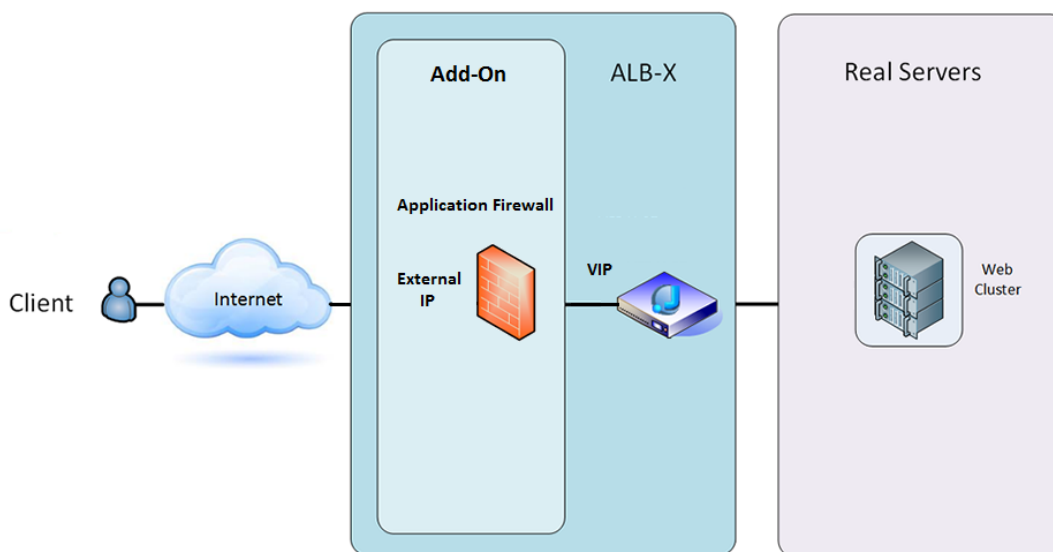 Add-On
ALB-X
Real Servers
Application Firewall
External
IP
VIP
Web
Cluster
Client
Internet